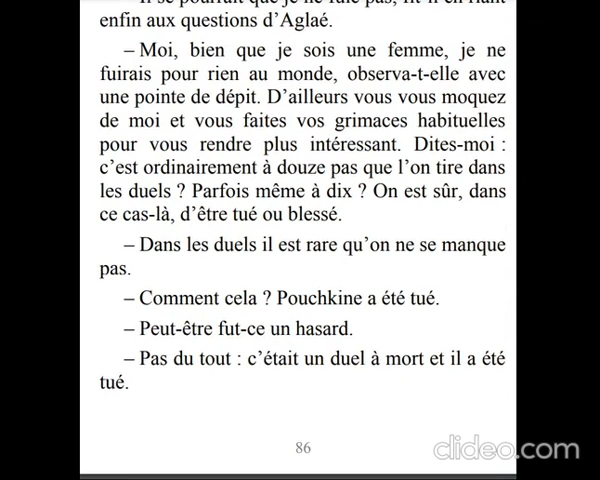 enfin aux questions d’Aglaé.
– Moi, bien que je sois une femme, je ne
fuirais pour rien au monde, observa-t-elle avec
une pointe de dépit. D’ailleurs vous vous moquez
de moi et vous faites vos grimaces habituelles
pour vous rendre plus intéressant. Dites-moi :
c’est ordinairement à douze pas que l’on tire dans
les duels ? Parfois même à dix ? On est sûr, dans
ce cas-là, d’être tué ou blessé.
– Dans les duels il est rare qu’on ne se manque
pas.
– Comment cela ? Pouchkine a été tué.
– Peut-être fut-ce un hasard.
– Pas du tout : c’était un duel à mort et il a été
tué.
86
clideo.com